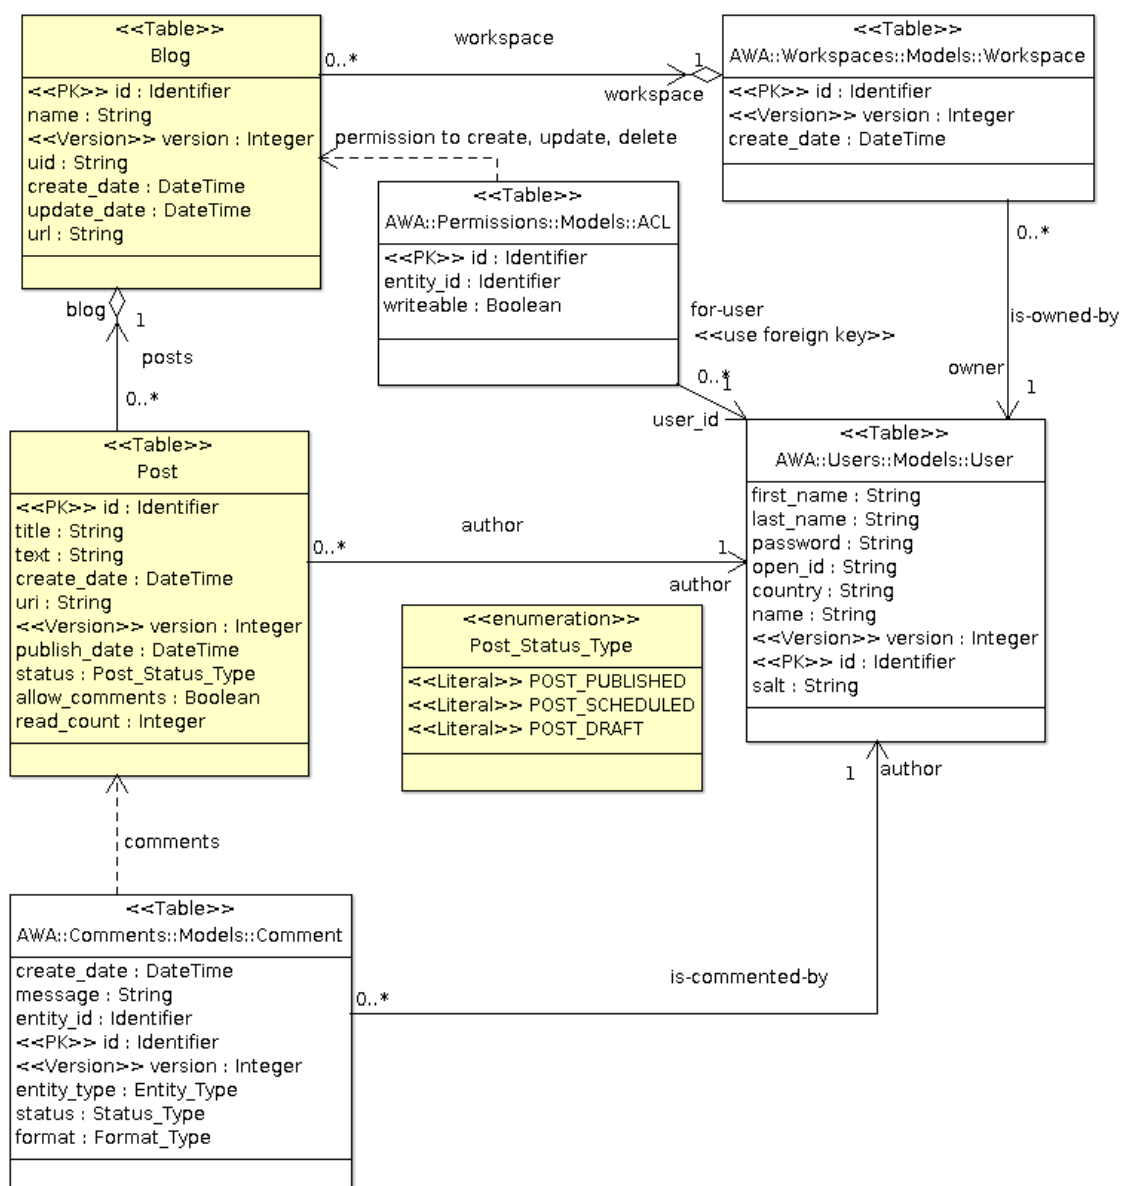 <<Table>>
Blog
<<PK>> id : Identifier
name : String
<<Version>> version : Integer
uid : String
create_date : DateTime
update_date : DateTime
url : String
workspace
0..*
1
workspace
<<Table>>
AWA::Workspaces::Models::Workspace
<<PK>> id : Identifier
<<Version>> version : Integer
create_date : DateTime
permission to create, update, delete
<<Table>>
AWA::Permissions::Models::ACL
<<PK>> id : Identifier
entity_id : Identifier
writeable : Boolean
for-user
<<use foreign key>>
0..*
1
user_id
0..*
is-owned-by
owner
1
blog
1
posts
0..*
<<Table>>
Post
<<PK>> id : Identifier
title : String
text : String
create_date : DateTime
uri : String
<<Version>> version : Integer
publish_date : DateTime
status : Post_Status_Type
allow_comments : Boolean
read_count : Integer
author
0..*
1
author
<<Table>>
AWA::Users::Models::User
first_name : String
last_name : String
password : String
open_id : String
country : String
name : String
<<Version>> version : Integer
<<PK>> id : Identifier
salt : String
<<enumeration>>
Post_Status_Type
<<Literal>> POST_PUBLISHED
<<Literal>> POST_SCHEDULED
<<Literal>> POST_DRAFT
1
author
comments
<<Table>>
AWA::Comments::Models::Comment
create_date : DateTime
message : String
entity_id : Identifier
<<PK>> id : Identifier
<<Version>> version : Integer
entity_type : Entity_Type
status : Status_Type
format : Format_Type
is-commented-by
0..*